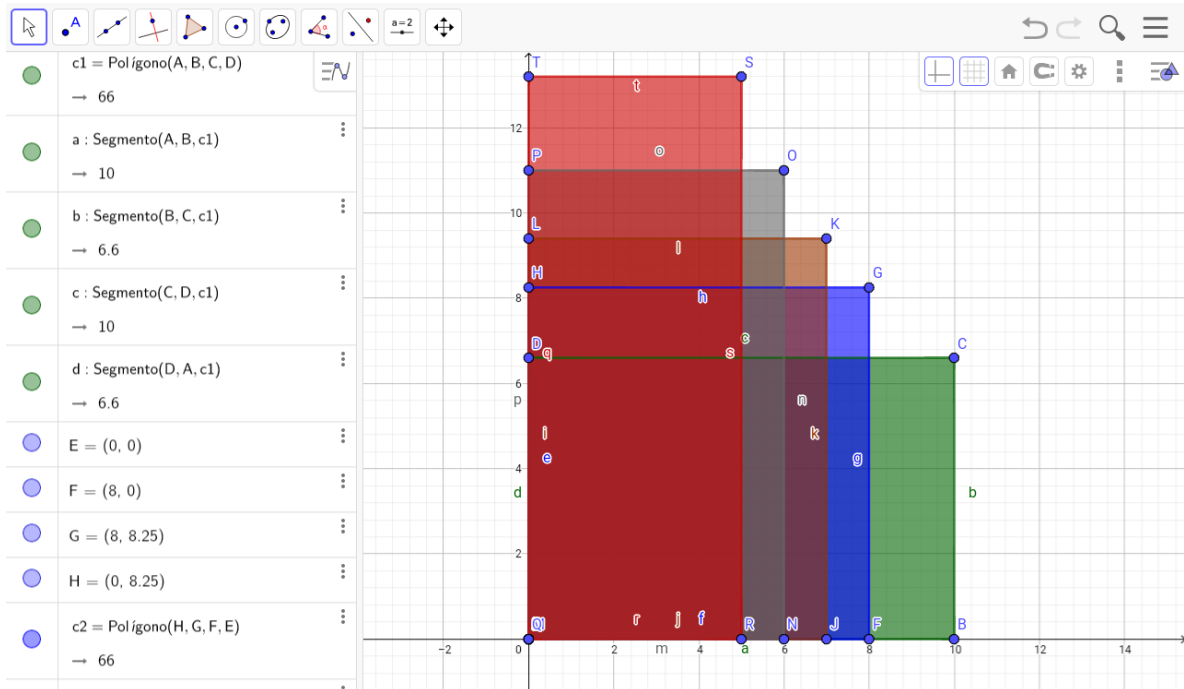 A
a=2
c1 = Polígono(A, B, C, D)
→ 66
a : Segmento(A, B, c1)
→ 10
b : Segmento(B, C, c1)
→ 6.6
c : Segmento(C, D, c1)
→ 10
d : Segmento(D, A, c1)
→ 6.6
E = (0, 0)
F = (8, 0)
G = (8, 8.25)
H = (0, 8.25)
c2 = Polígono(H, G, F, E)
→ 66
T S
t
12
P o O
10
L K
l
H G
8 h
D q s c C
6
p n
i k
e g
4
d b
2
r j f
Q R N J F B
−2 0 2 m 4 a 6 8 10 12 14